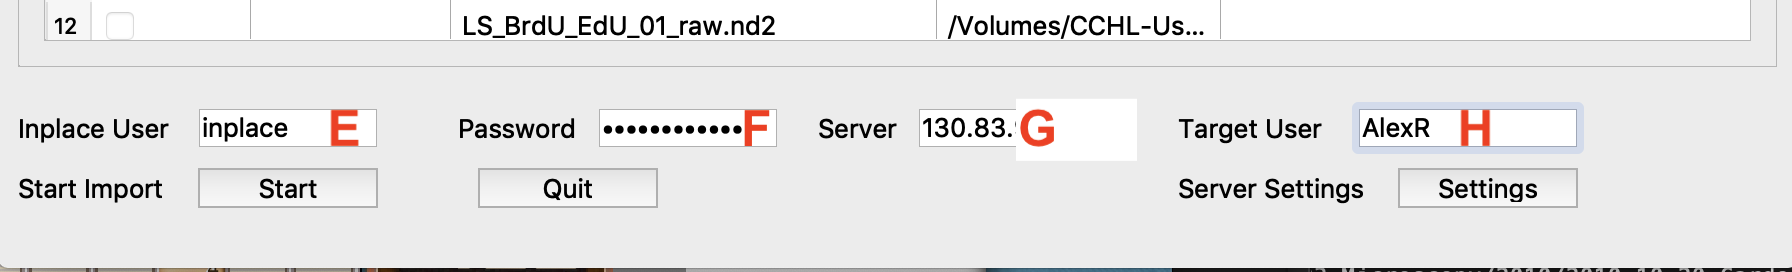 12 LS_BrdU_EdU_01_raw.nd2 /Volumes/CCHL-Us...
Inplace User inplace E Password ••••••••••••F Server 130.83. G Target User AlexR H
Start Import Start Quit Server Settings Settings